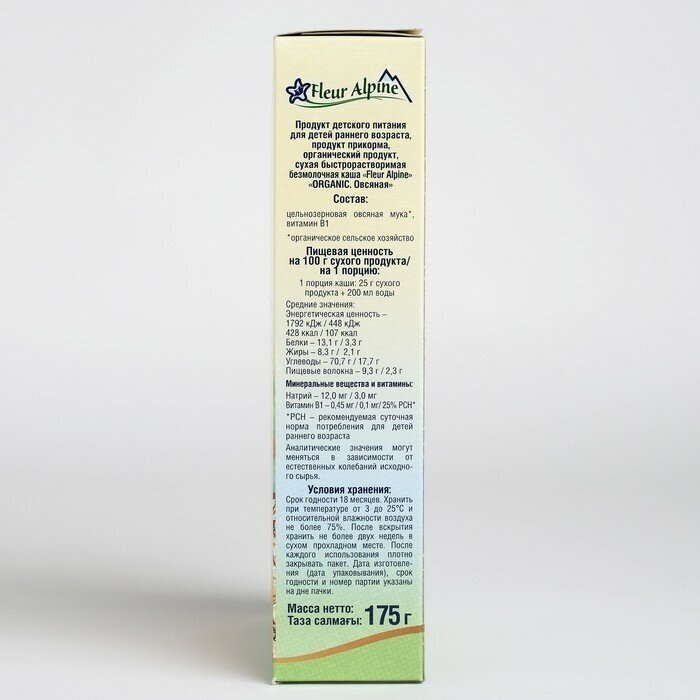 Fleur Alpine
Продукт детского питания
для детей раннего возраста,
продукт прикорма,
органический продукт,
сухая быстрорастворимая
безмолочная каша «Fleur Alpine»
«ORGANIC. Овсяная»
Состав:
цельнозерновая овсяная мука*,
витамин В1
*органическое сельское хозяйство
Пищевая ценность
на 100 г сухого продукта/
на 1 порцию:
1 порция каши: 25 г сухого
продукта + 200 мл воды
Средние значения:
Энергетическая ценность –
1792 кДж / 448 кДж
428 ккал / 107 ккал
Белки – 13,1 г / 3,3 г
Жиры – 8,3 г / 2,1 г
Углеводы – 70,7 г / 17,7 г
Пищевые волокна – 9,3 г / 2,3 г
Минеральные вещества и витамины:
Натрий – 12,0 мг / 3,0 мг
Витамин В1 – 0,45 мг / 0,1 мг/ 25% РСН*
*РСН – рекомендуемая суточная
норма потребления для детей
раннего возраста
Аналитические значения могут
меняться в зависимости от
естественных колебаний исходно-
го сырья.
Условия хранения:
Срок годности 18 месяцев. Хранить
при температуре от 3 до 25°С и
относительной влажности воздуха
не более 75%. После вскрытия
хранить не более двух недель в
сухом прохладном месте. После
каждого использования плотно
закрывать пакет. Дата изготовле-
ния (дата упаковывания), срок
годности и номер партии указаны
на дне пачки.
Масса нетто:
Таза салмағы: 175 г